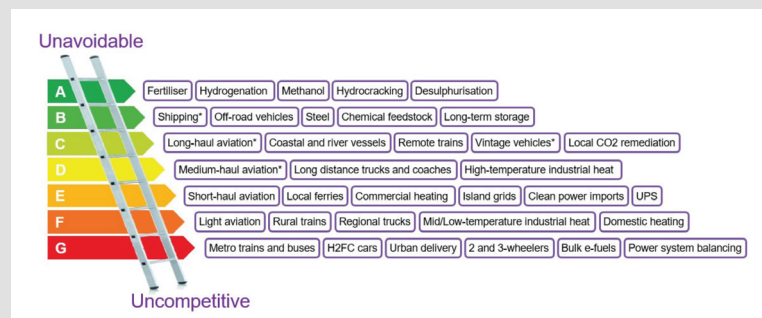 Unavoidable
A Fertiliser Hydrogenation Methanol Hydrocracking Desulphurisation
B Shipping* Off-road vehicles Steel Chemical feedstock Long-term storage
C Long-haul aviation* Coastal and river vessels Remote trains Vintage vehicles* Local CO2 remediation
D Medium-haul aviation* Long distance trucks and coaches High-temperature industrial heat
E Short-haul aviation Local ferries Commercial heating Island grids Clean power imports UPS
F Light aviation Rural trains Regional trucks Mid/Low-temperature industrial heat Domestic heating
G Metro trains and buses H2FC cars Urban delivery 2 and 3-wheelers Bulk e-fuels Power system balancing
Uncompetitive